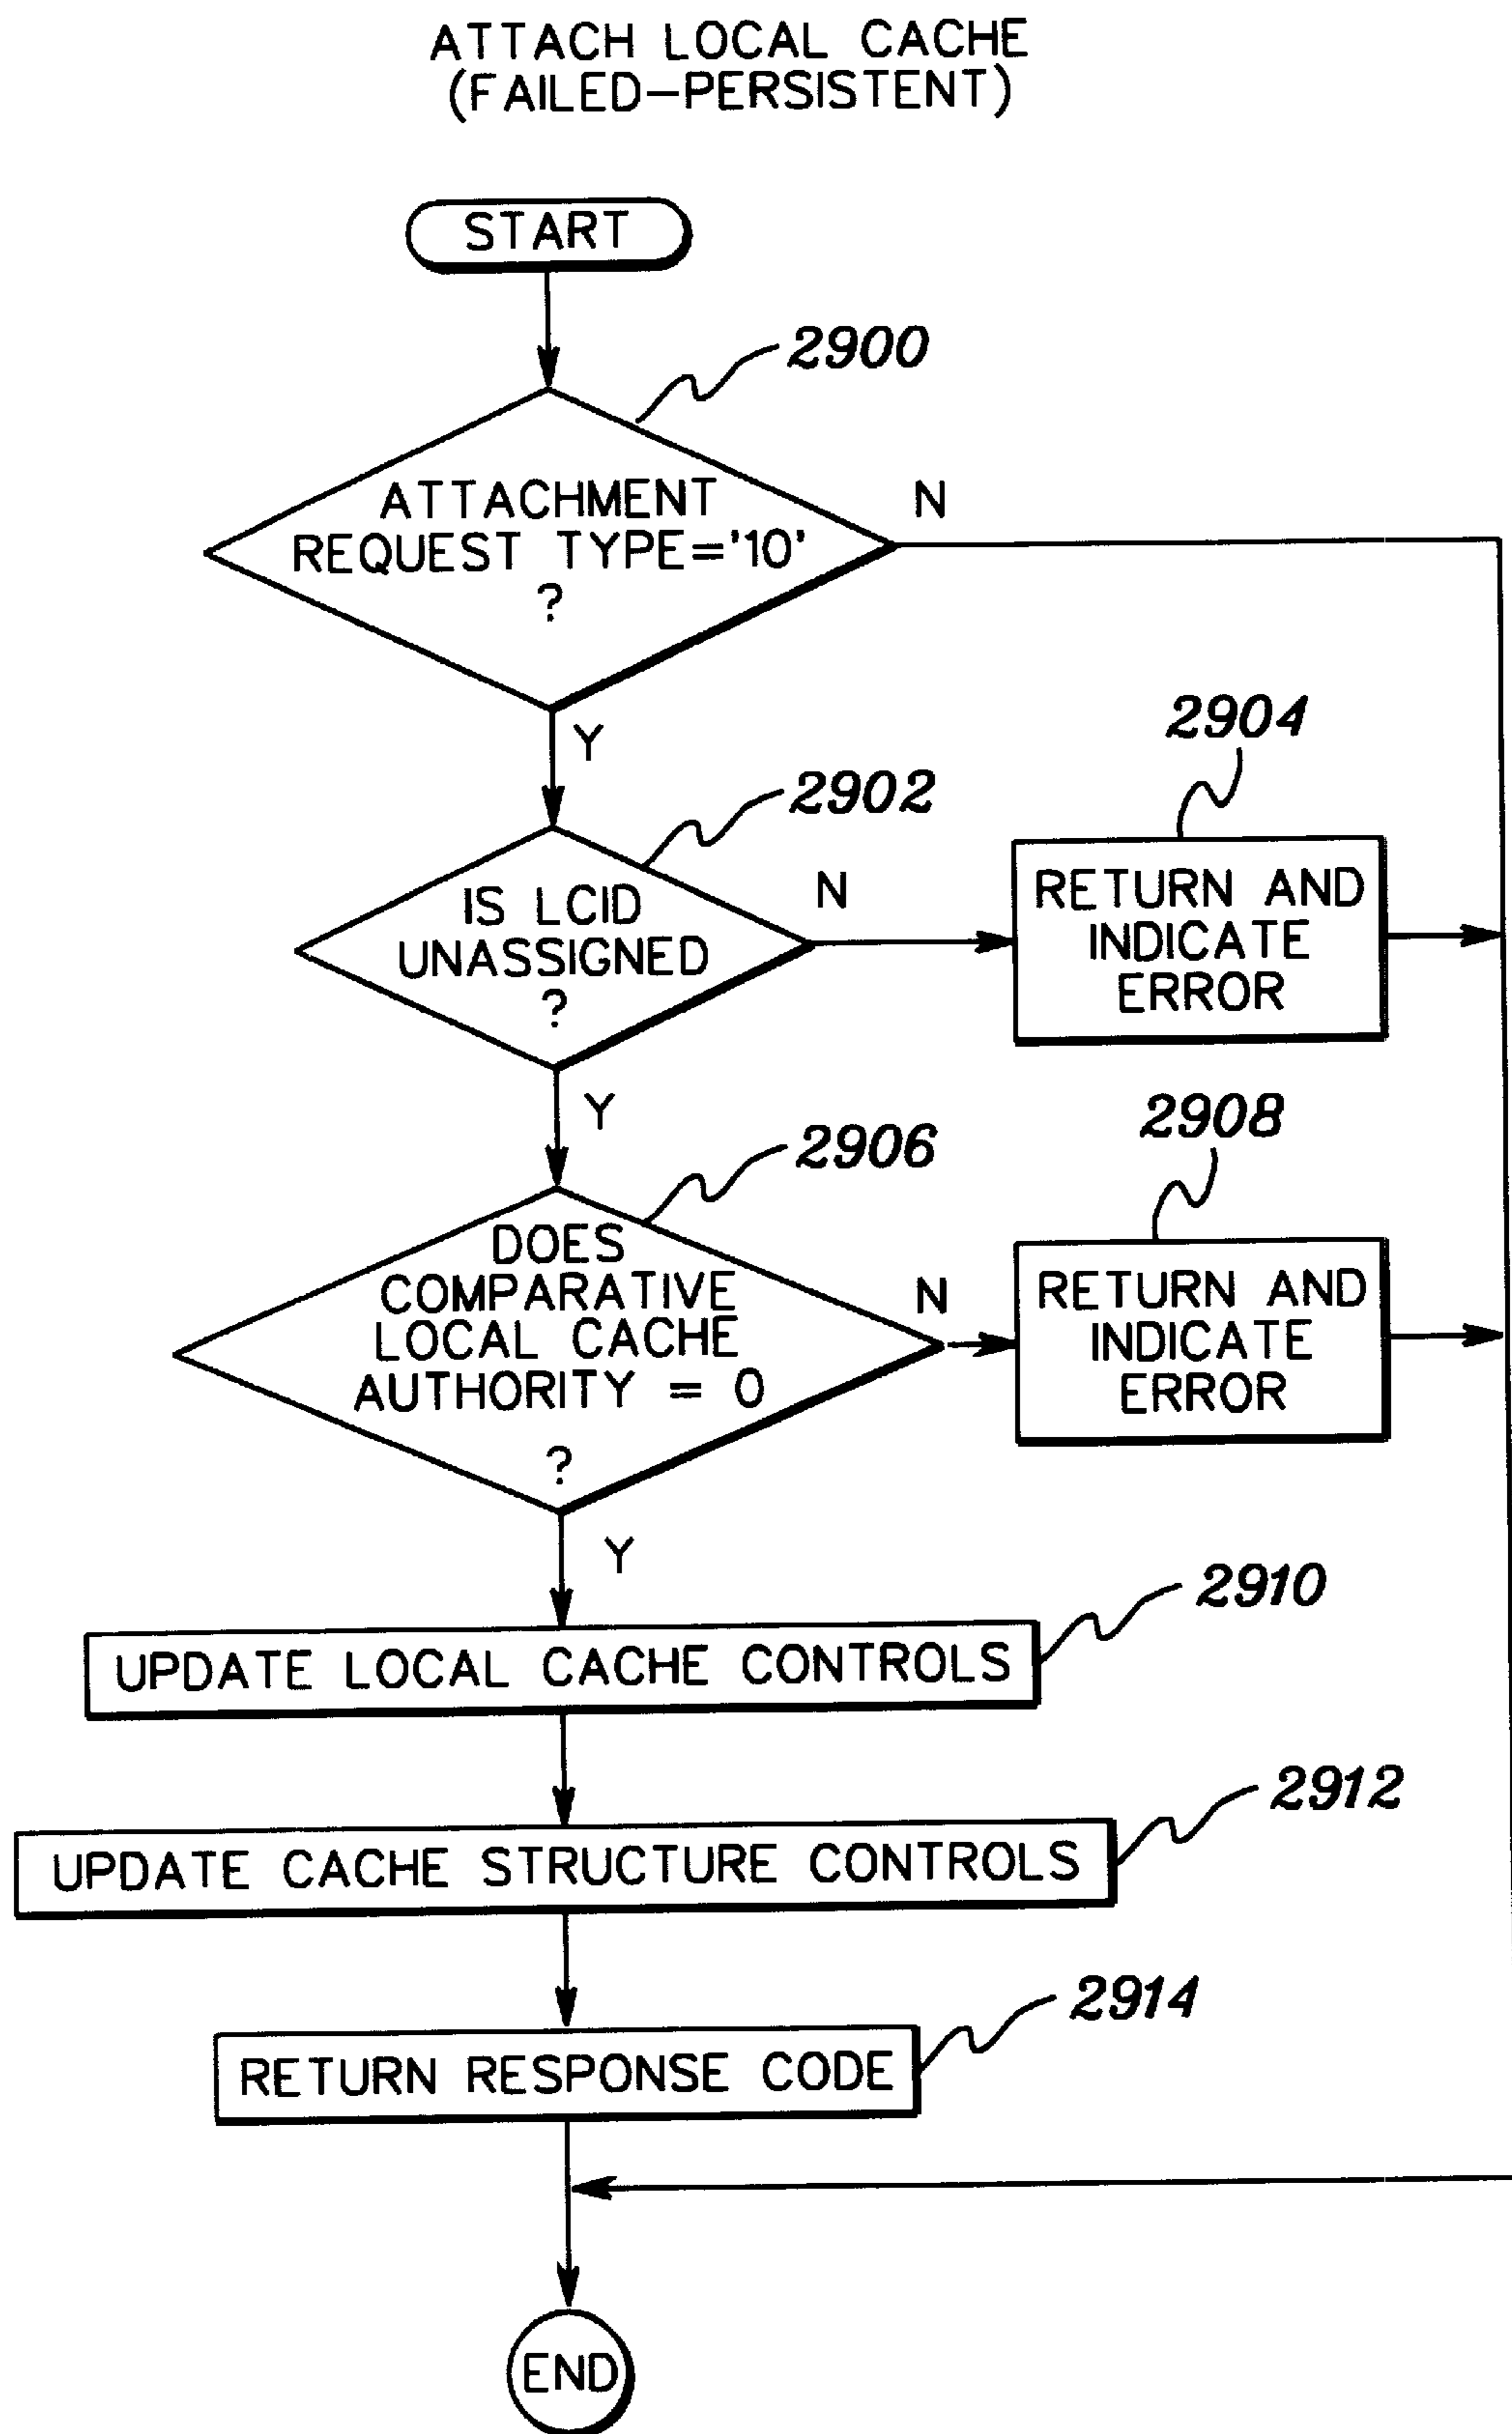 ATTACH LOCAL CACHE
(FAILED-PERSISTENT)
START
2900
ATTACHMENT
REQUEST TYPE='10'
?
N
Y
2902
IS LCID
UNASSIGNED
?
N
2904
RETURN AND
INDICATE
ERROR
Y
2906
DOES
COMPARATIVE
LOCAL CACHE
AUTHORITY = 0
?
N
2908
RETURN AND
INDICATE
ERROR
Y
2910
UPDATE LOCAL CACHE CONTROLS
2912
UPDATE CACHE STRUCTURE CONTROLS
2914
RETURN RESPONSE CODE
END